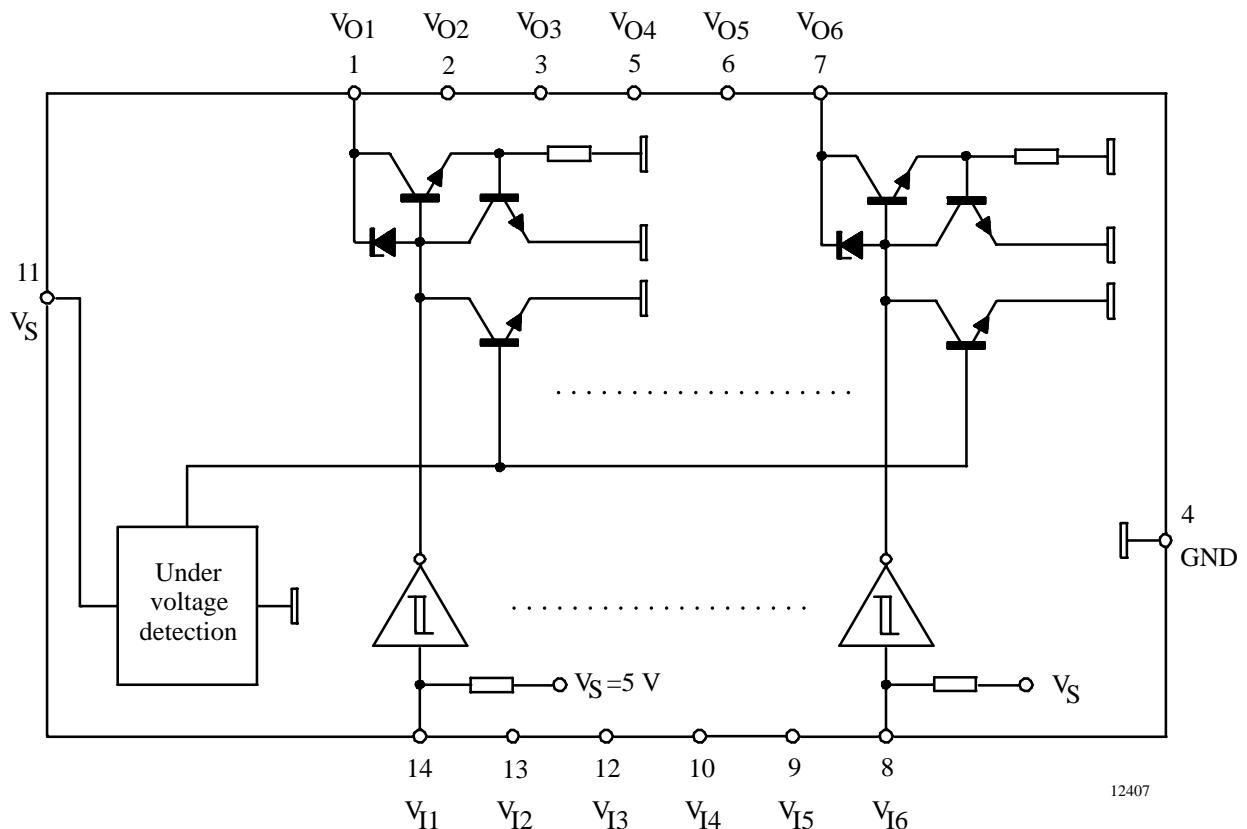 VO1 VO2 VO3 VO4 VO5 VO6
1 2 3 5 6 7
11
VS
4
GND
Under
voltage
detection
VS=5 V
VS
14 13 12 10 9 8
VI1 VI2 VI3 VI4 VI5 VI6
12407